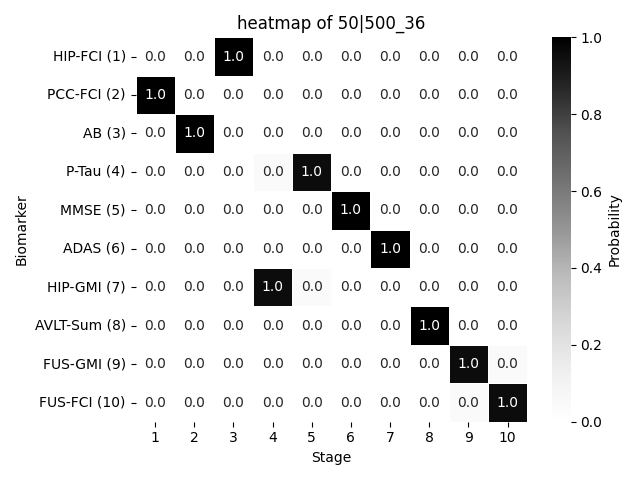 heatmap of 50|500_36
HIP-FCI (1) 0.0 0.0 1.0 0.0 0.0 0.0 0.0 0.0 0.0 0.0
PCC-FCI (2) 1.0 0.0 0.0 0.0 0.0 0.0 0.0 0.0 0.0 0.0
AB (3) 0.0 1.0 0.0 0.0 0.0 0.0 0.0 0.0 0.0 0.0
P-Tau (4) 0.0 0.0 0.0 0.0 1.0 0.0 0.0 0.0 0.0 0.0
MMSE (5) 0.0 0.0 0.0 0.0 0.0 1.0 0.0 0.0 0.0 0.0
ADAS (6) 0.0 0.0 0.0 0.0 0.0 0.0 1.0 0.0 0.0 0.0
HIP-GMI (7) 0.0 0.0 0.0 1.0 0.0 0.0 0.0 0.0 0.0 0.0
AVLT-Sum (8) 0.0 0.0 0.0 0.0 0.0 0.0 0.0 1.0 0.0 0.0
FUS-GMI (9) 0.0 0.0 0.0 0.0 0.0 0.0 0.0 0.0 1.0 0.0
FUS-FCI (10) 0.0 0.0 0.0 0.0 0.0 0.0 0.0 0.0 0.0 1.0
1 2 3 4 5 6 7 8 9 10
Stage
Biomarker
1.0
0.8
0.6
0.4
0.2
0.0
Probability